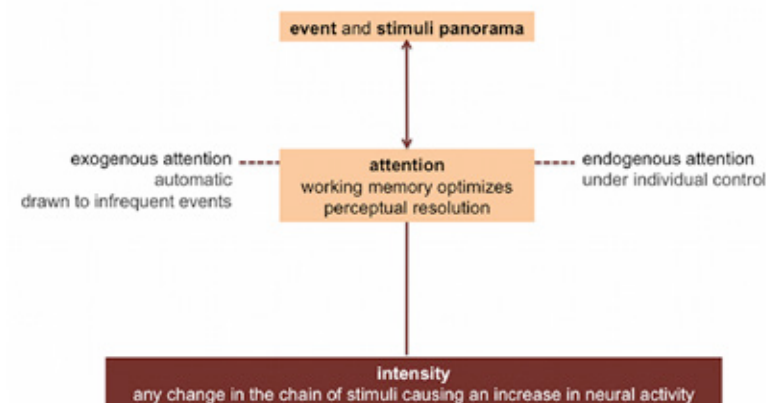 event and stimuli panorama
exogenous attention
automatic
drawn to infrequent events
attention
working memory optimizes
perceptual resolution
endogenous attention
under individual control
intensity
any change in the chain of stimuli causing an increase in neural activity